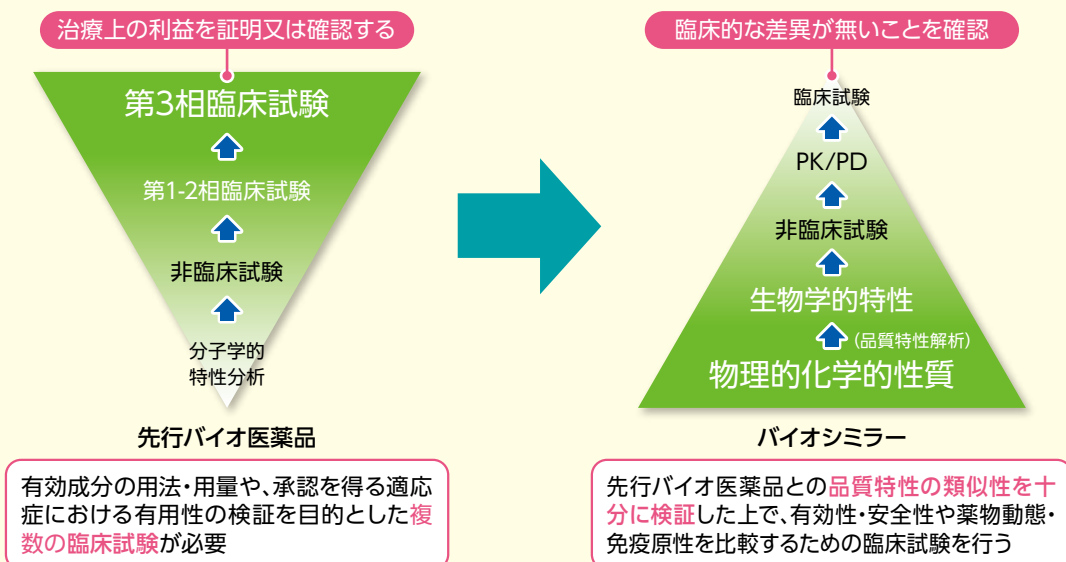 治療上の利益を証明又は確認する
第3相臨床試験
第1-2相臨床試験
非臨床試験
分子学的
特性分析
先行バイオ医薬品
有効成分の用法・用量や、承認を得る適応
症における有用性の検証を目的とした複
数の臨床試験が必要
臨床的な差異が無いことを確認
臨床試験
PK/PD
非臨床試験
生物学的特性
(品質特性解析)
物理的化学的性質
バイオシミラー
先行バイオ医薬品との品質特性の類似性を十
分に検証した上で、有効性・安全性や薬物動態・
免疫原性を比較するための臨床試験を行う